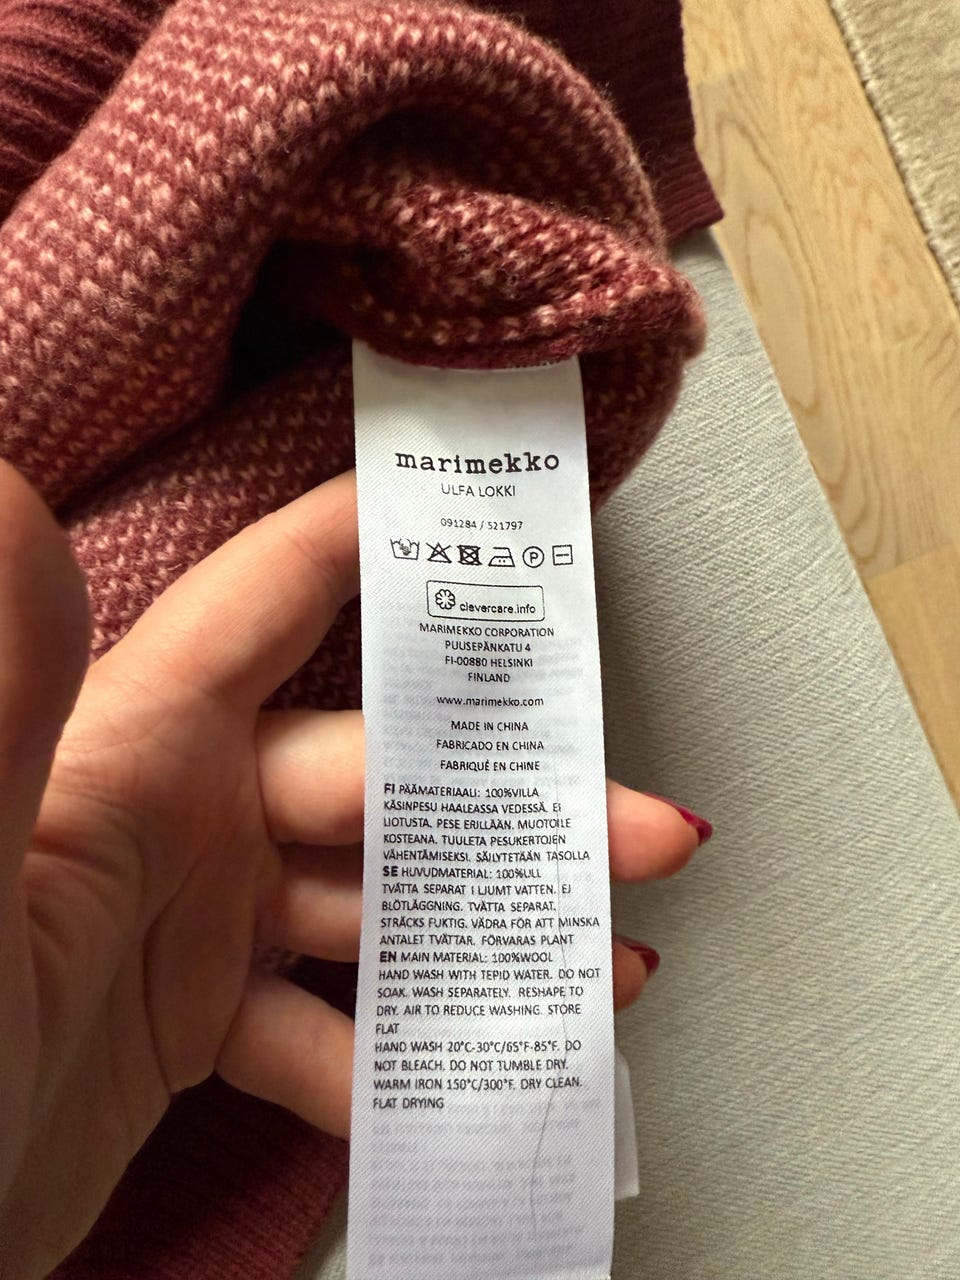 marimekko
ULFA LOKKI
091284 / 521797
P
clevercare.info
MARIMEKKO CORPORATION
PUUSEPÄNKATU 4
FI-00880 HELSINKI
FINLAND
www.marimekko.com
MADE IN CHINA
FABRICADO EN CHINA
FABRIQUÉ EN CHINE
FI PÄÄMATERIAALI: 100%VILLA
KÄSINPESU HAALEASSA VEDESSÄ. EI
LIOTUSTA. PESE ERILLÄÄN. MUOTOILE
KOSTEANA. TUULETA PESUKERTOJEN
VÄHENTÄMISEKSI. SÄILYTETÄÄN TASOLLA
SE HUVUDMATERIAL: 100%ULL
TVÄTTA SEPARAT I LJUMT VATTEN. EJ
BLÖTLÄGGNING. TVÄTTA SEPARAT.
STRÄCKS FUKTIG. VÄDRA FÖR ATT MINSKA
ANTALET TVÄTTAR. FÖRVARAS PLANT
EN MAIN MATERIAL: 100%WOOL
HAND WASH WITH TEPID WATER. DO NOT
SOAK. WASH SEPARATELY. RESHAPE TO
DRY. AIR TO REDUCE WASHING. STORE
FLAT
HAND WASH 20°C-30°C/65°F-85°F. DO
NOT BLEACH. DO NOT TUMBLE DRY.
WARM IRON 150°C/300°F. DRY CLEAN.
FLAT DRYING